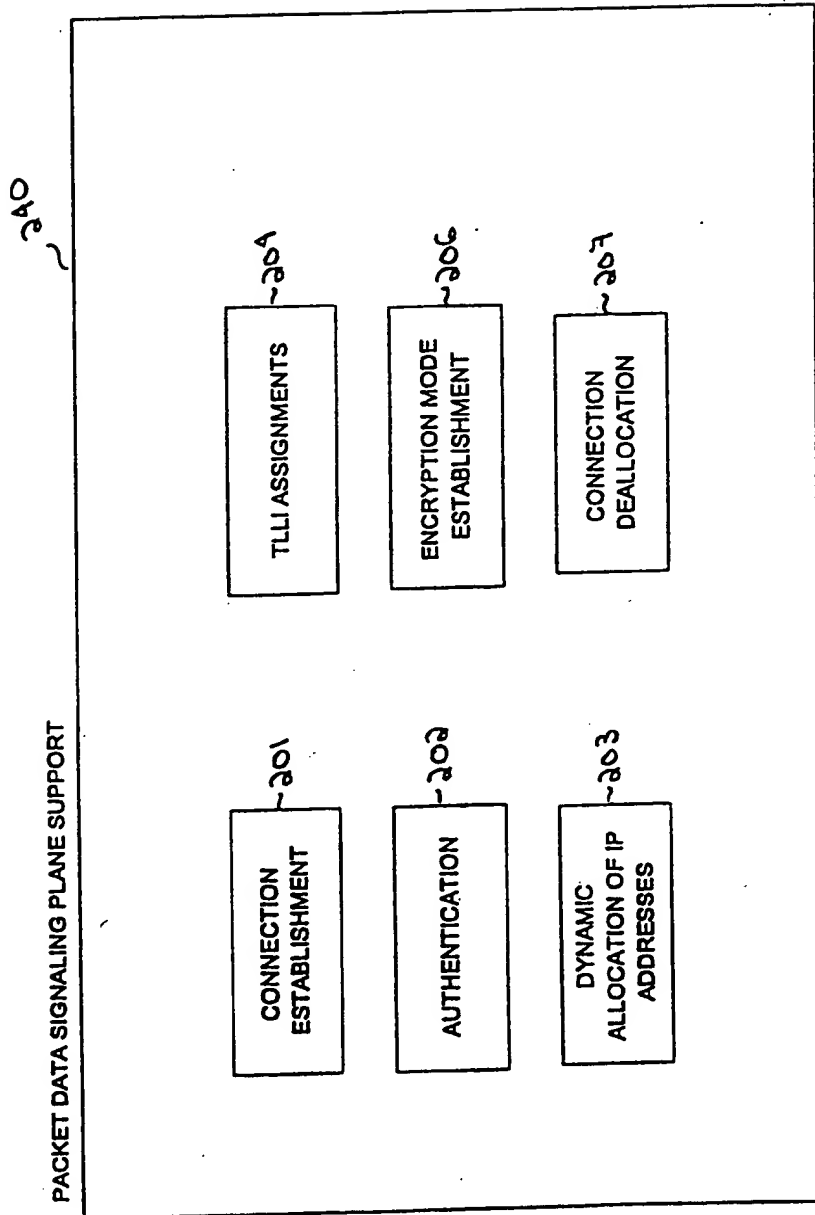 PACKET DATA SIGNALING PLANE SUPPORT
240
CONNECTION
ESTABLISHMENT
~201
TLLI ASSIGNMENTS
~204
AUTHENTICATION
~202
ENCRYPTION MODE
ESTABLISHMENT
~206
DYNAMIC
ALLOCATION OF IP
ADDRESSES
~203
CONNECTION
DEALLOCATION
~207